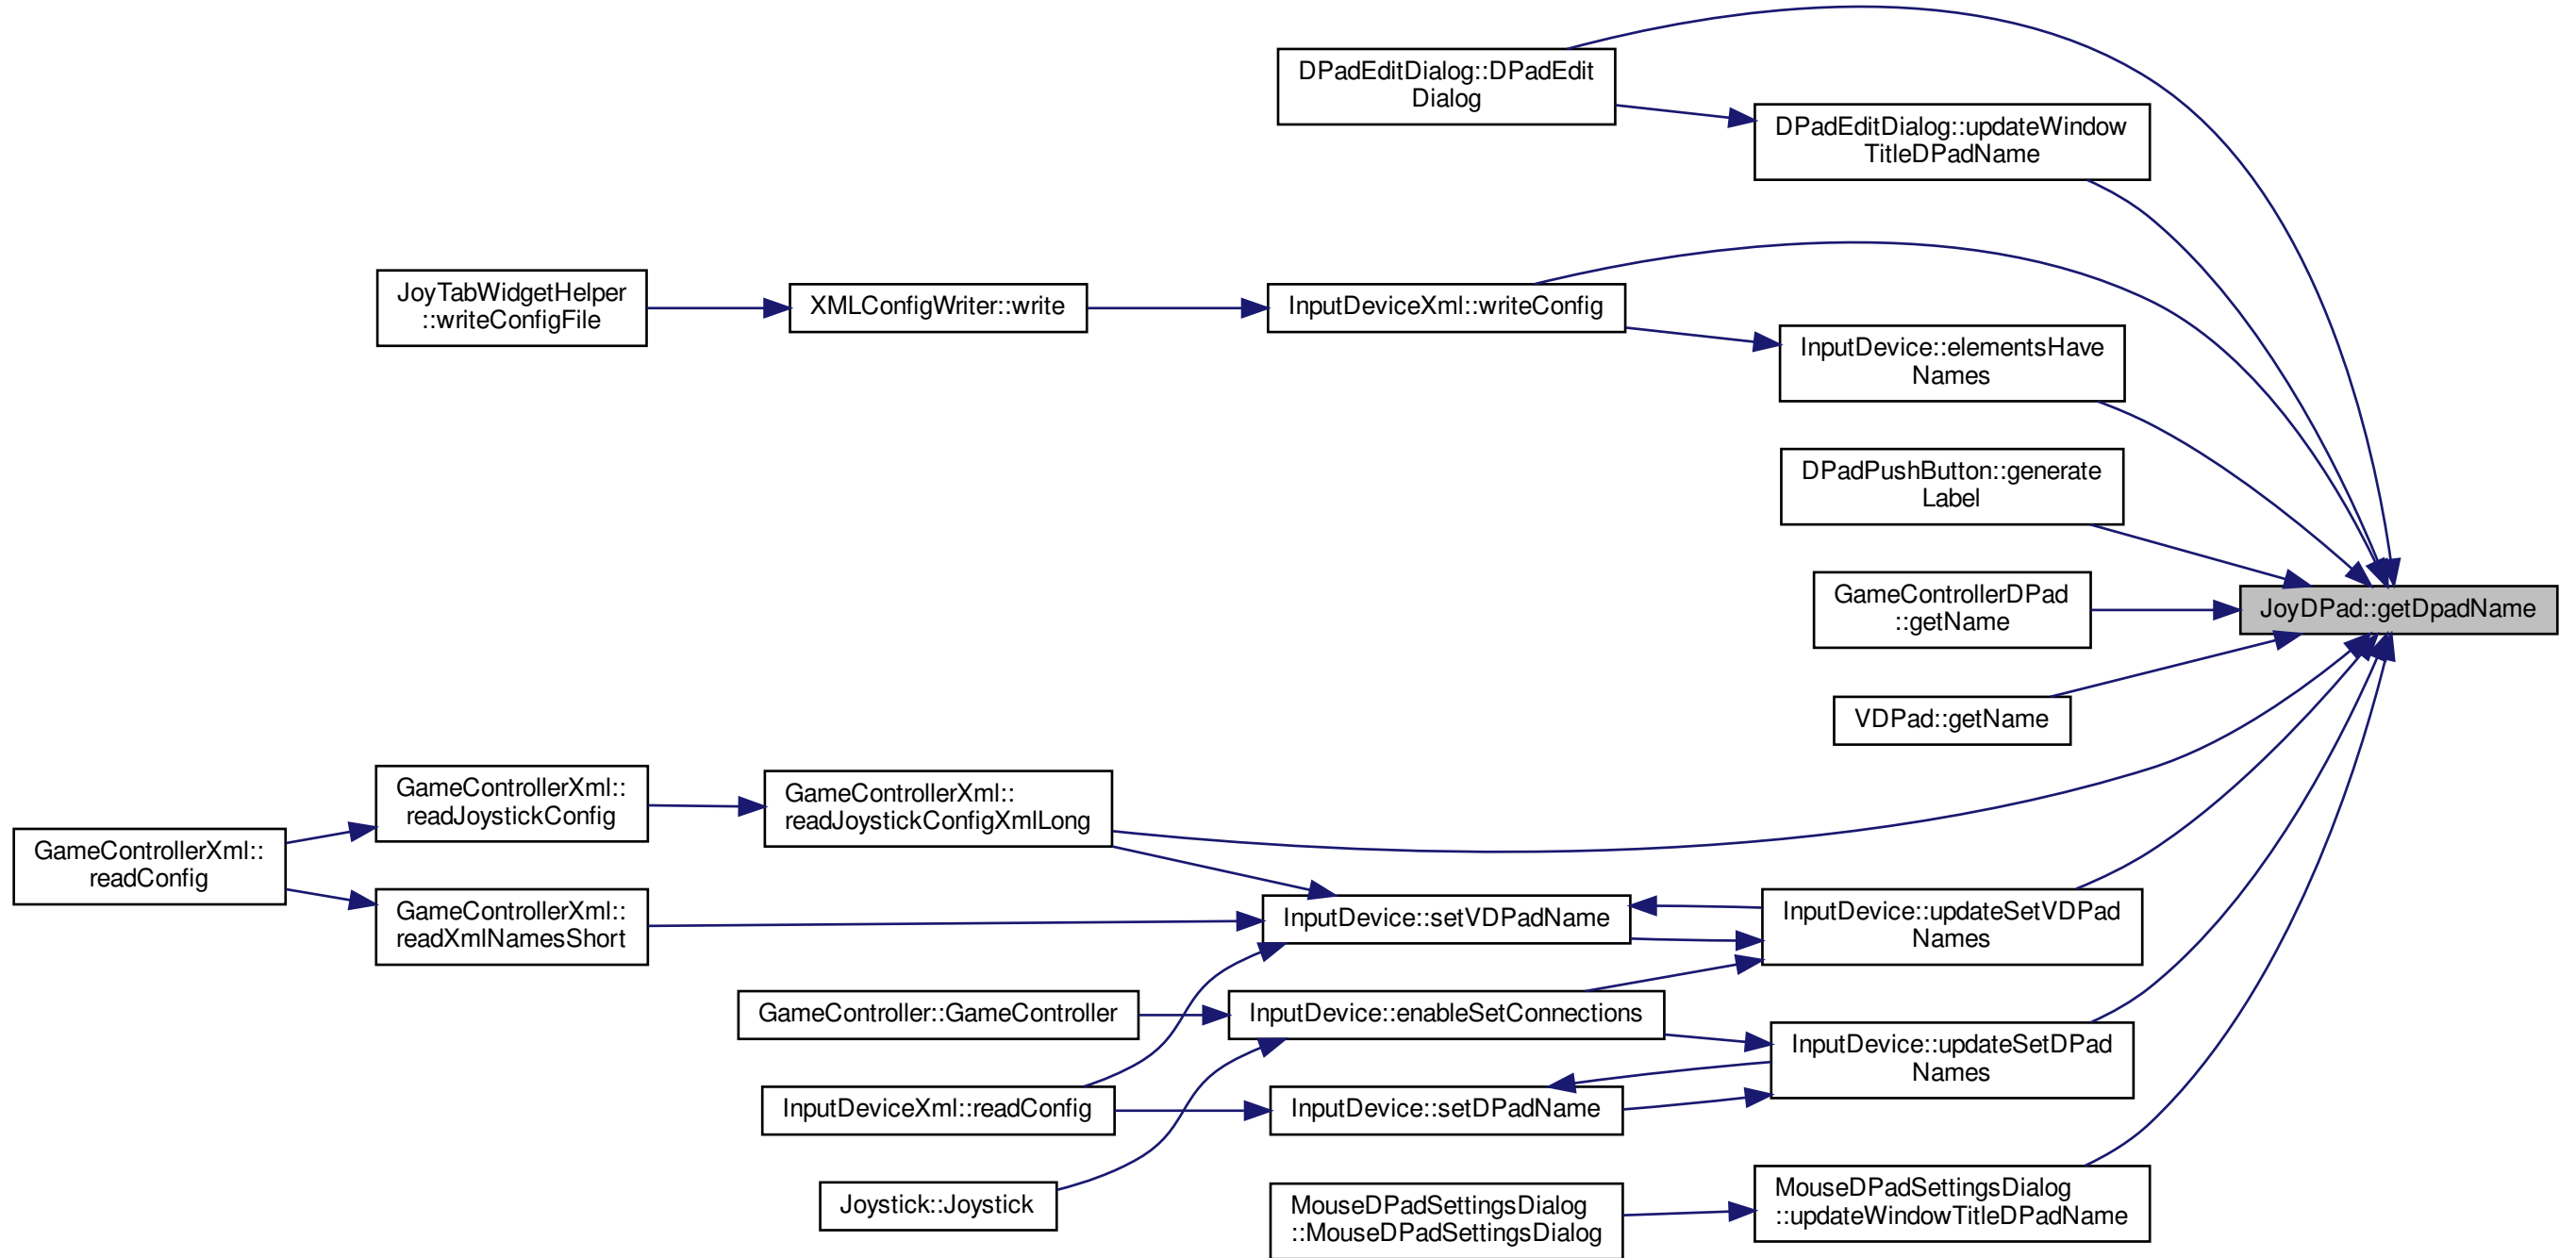 DPadEditDialog::DPadEdit
Dialog
DPadEditDialog::updateWindow
TitleDPadName
JoyTabWidgetHelper
::writeConfigFile
XMLConfigWriter::write
InputDeviceXml::writeConfig
InputDevice::elementsHave
Names
DPadPushButton::generate
Label
GameControllerDPad
::getName
JoyDPad::getDpadName
VDPad::getName
GameControllerXml::
readJoystickConfig
GameControllerXml::
readJoystickConfigXmlLong
GameControllerXml::
readConfig
GameControllerXml::
readXmlNamesShort
InputDevice::setVDPadName
InputDevice::updateSetVDPad
Names
GameController::GameController
InputDevice::enableSetConnections
InputDevice::updateSetDPad
Names
InputDeviceXml::readConfig
InputDevice::setDPadName
Joystick::Joystick
MouseDPadSettingsDialog
::MouseDPadSettingsDialog
MouseDPadSettingsDialog
::updateWindowTitleDPadName